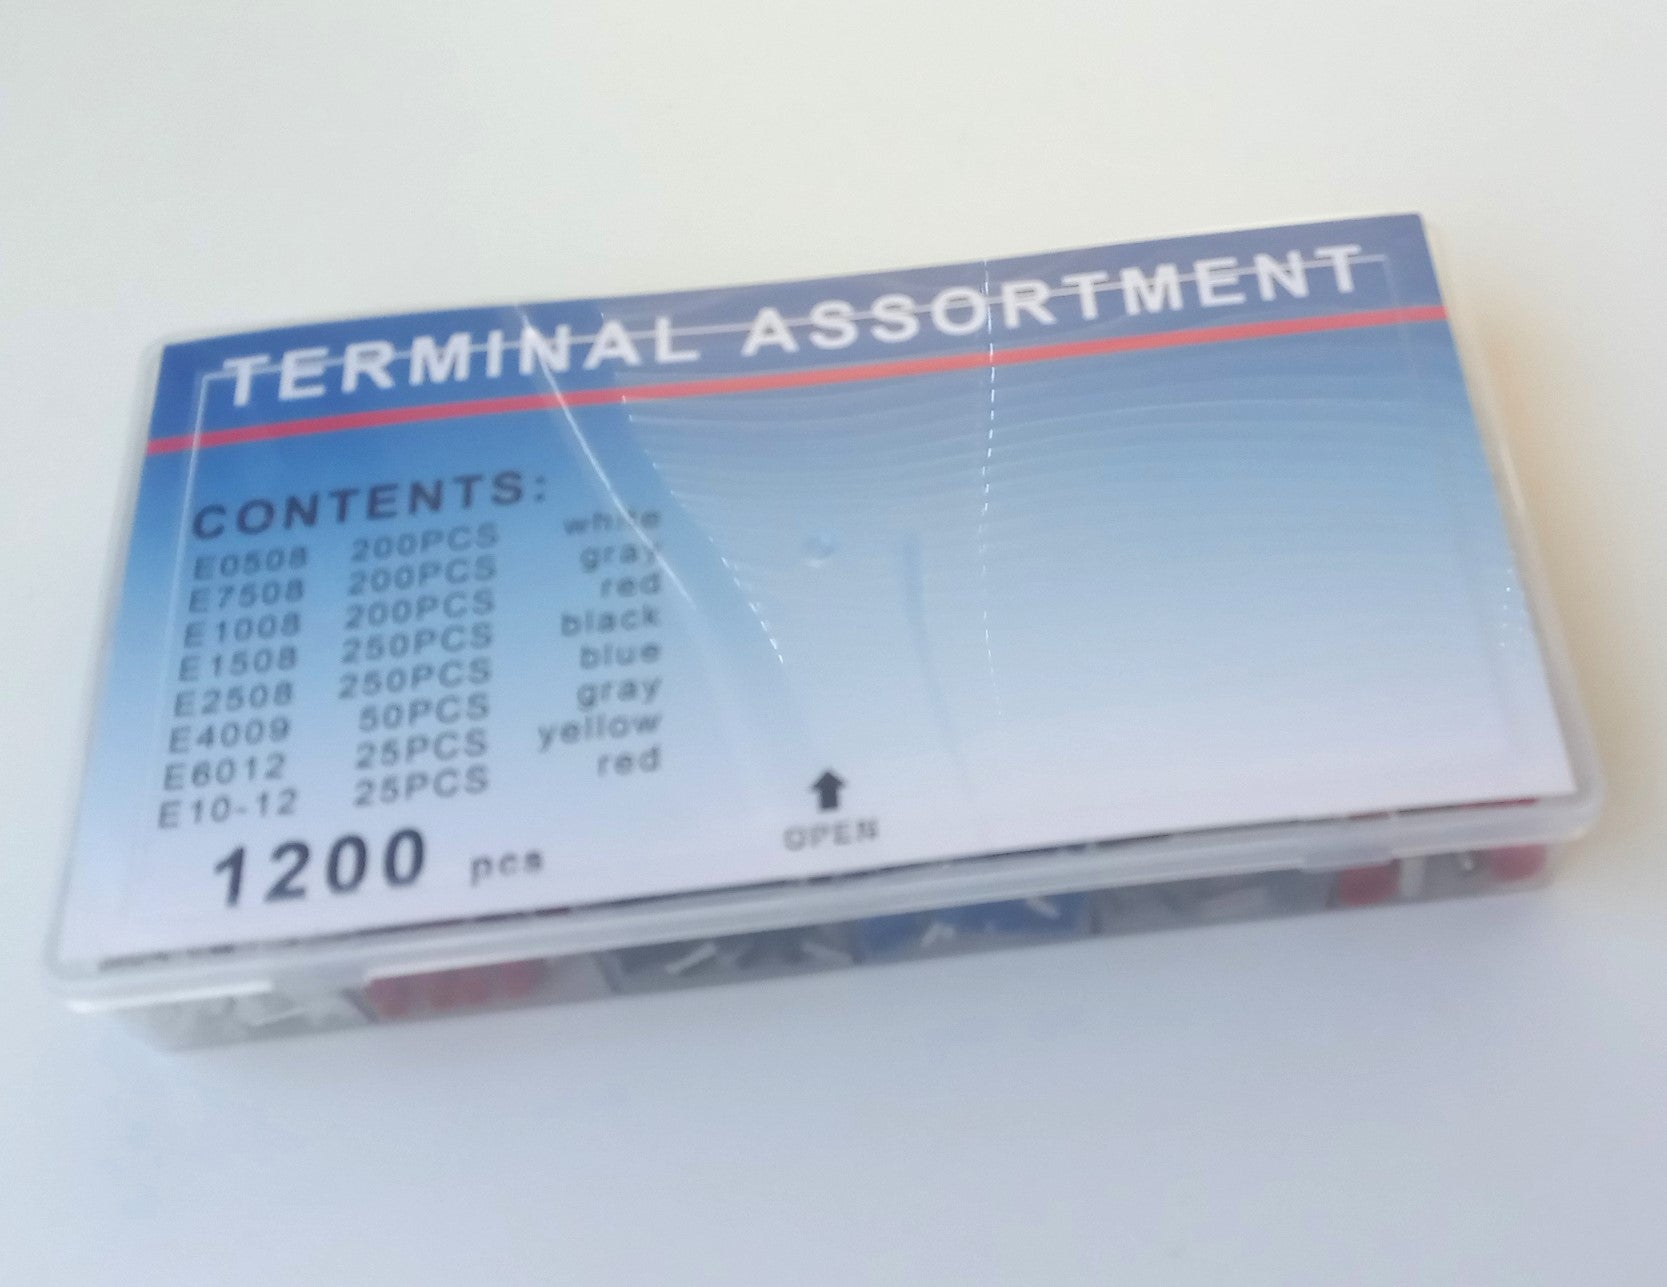 TERMINAL ASSORTMENT
CONTENTS:
E0508 200PCS white
E7508 200PCS gray
E1008 200PCS red
E1508 250PCS black
E2508 250PCS blue
E4009 50PCS gray
E6012 25PCS yellow
E10-12 25PCS red
1200 pcs
OPEN